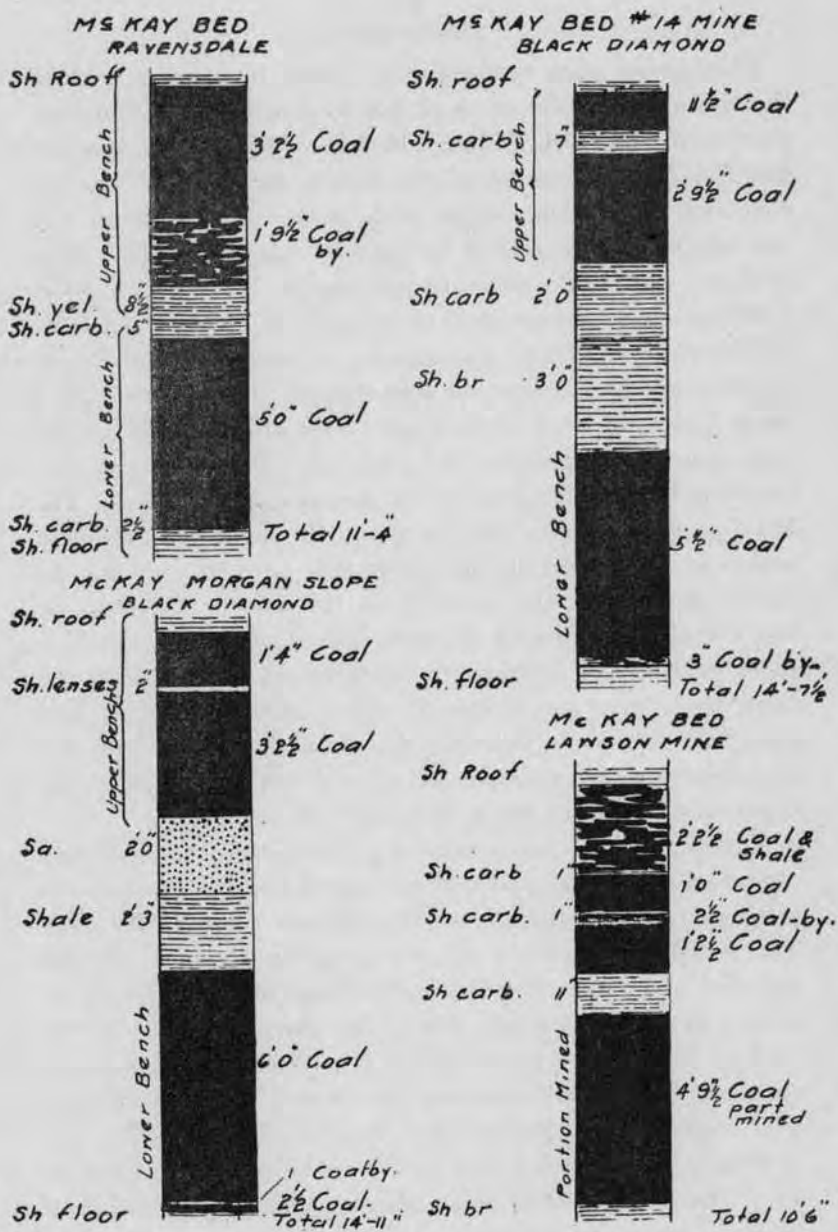 McKAY BED
RAVENSDALE
Sh Roof
Upper Bench
3' 2½" Coal
1' 9½" Coal
by.
Sh. yel. 8½"
Sh. carb. 5"
Lower Bench
5'0" Coal
Sh. carb. 2½"
Sh. floor
Total 11'-4"
McKAY BED #14 MINE
BLACK DIAMOND
Sh. roof
11½" Coal
Sh. carb 7"
Upper Bench
2' 9½" Coal
Sh carb 2' 0"
Sh. br 3' 0"
Lower Bench
5½" Coal
3" Coal by.
Sh. floor
Total 14'-7½"
McKAY MORGAN SLOPE
BLACK DIAMOND
Sh. roof
Upper Bench
1'4" Coal
Sh. lenses 2"
3'2½" Coal
Sa. 2'0"
Shale 2'3"
Lower Bench
6'0" Coal
1 Coalby.
2½" Coal-
Sh floor
Total 14'-11"
McKAY BED
LAWSON MINE
Sh Roof
2'2½ Coal &
Shale
Sh. carb 1"
1'0" Coal
Sh carb. 1"
2½" Coal-by.
1'2½" Coal
Sh carb. 11"
Portion Mined
4' 9½" Coal
part
mined
Sh br
Total 10'6"